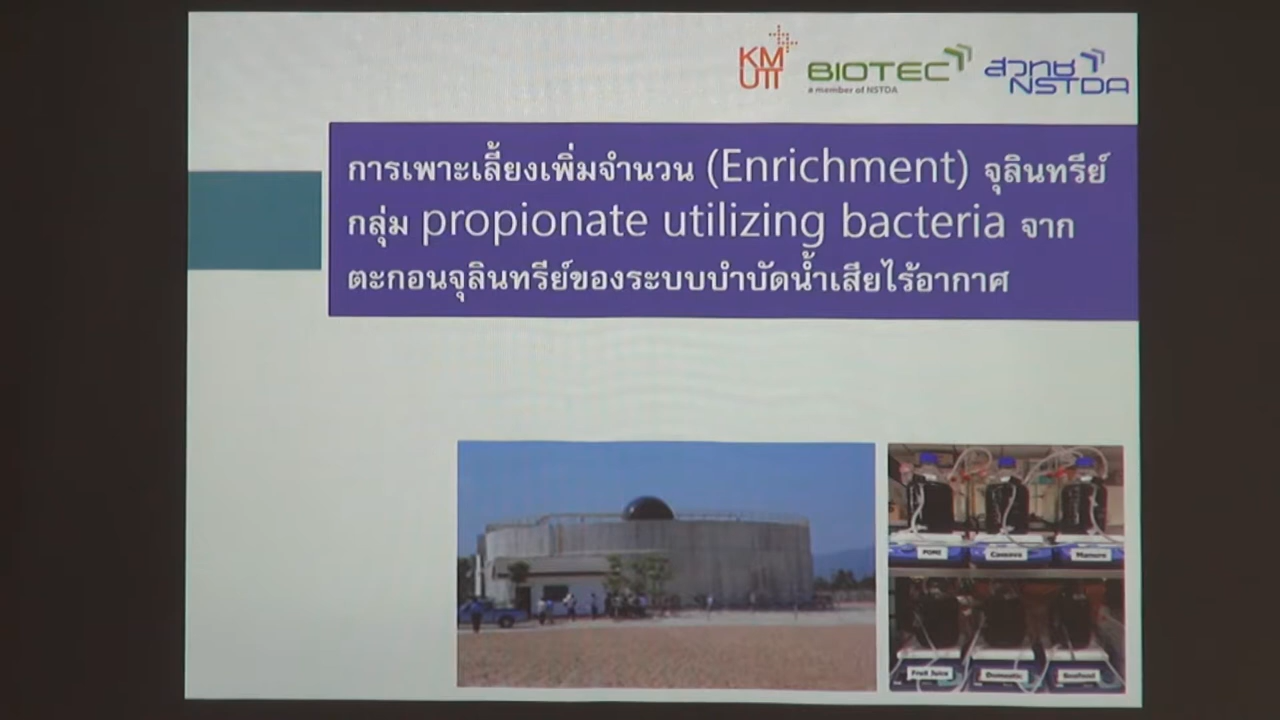 KM
UTT
BIOTEC
a member of NSTDA
สวทช
NSTDA
การเพาะเลี้ยงเพิ่มจำนวน (Enrichment) จุลินทรีย์
กลุ่ม propionate utilizing bacteria จาก
ตะกอนจุลินทรีย์ของระบบบำบัดน้ำเสียไร้อากาศ
POME
Cassava
Manure
Fruit Juice
Domestic
Seafood